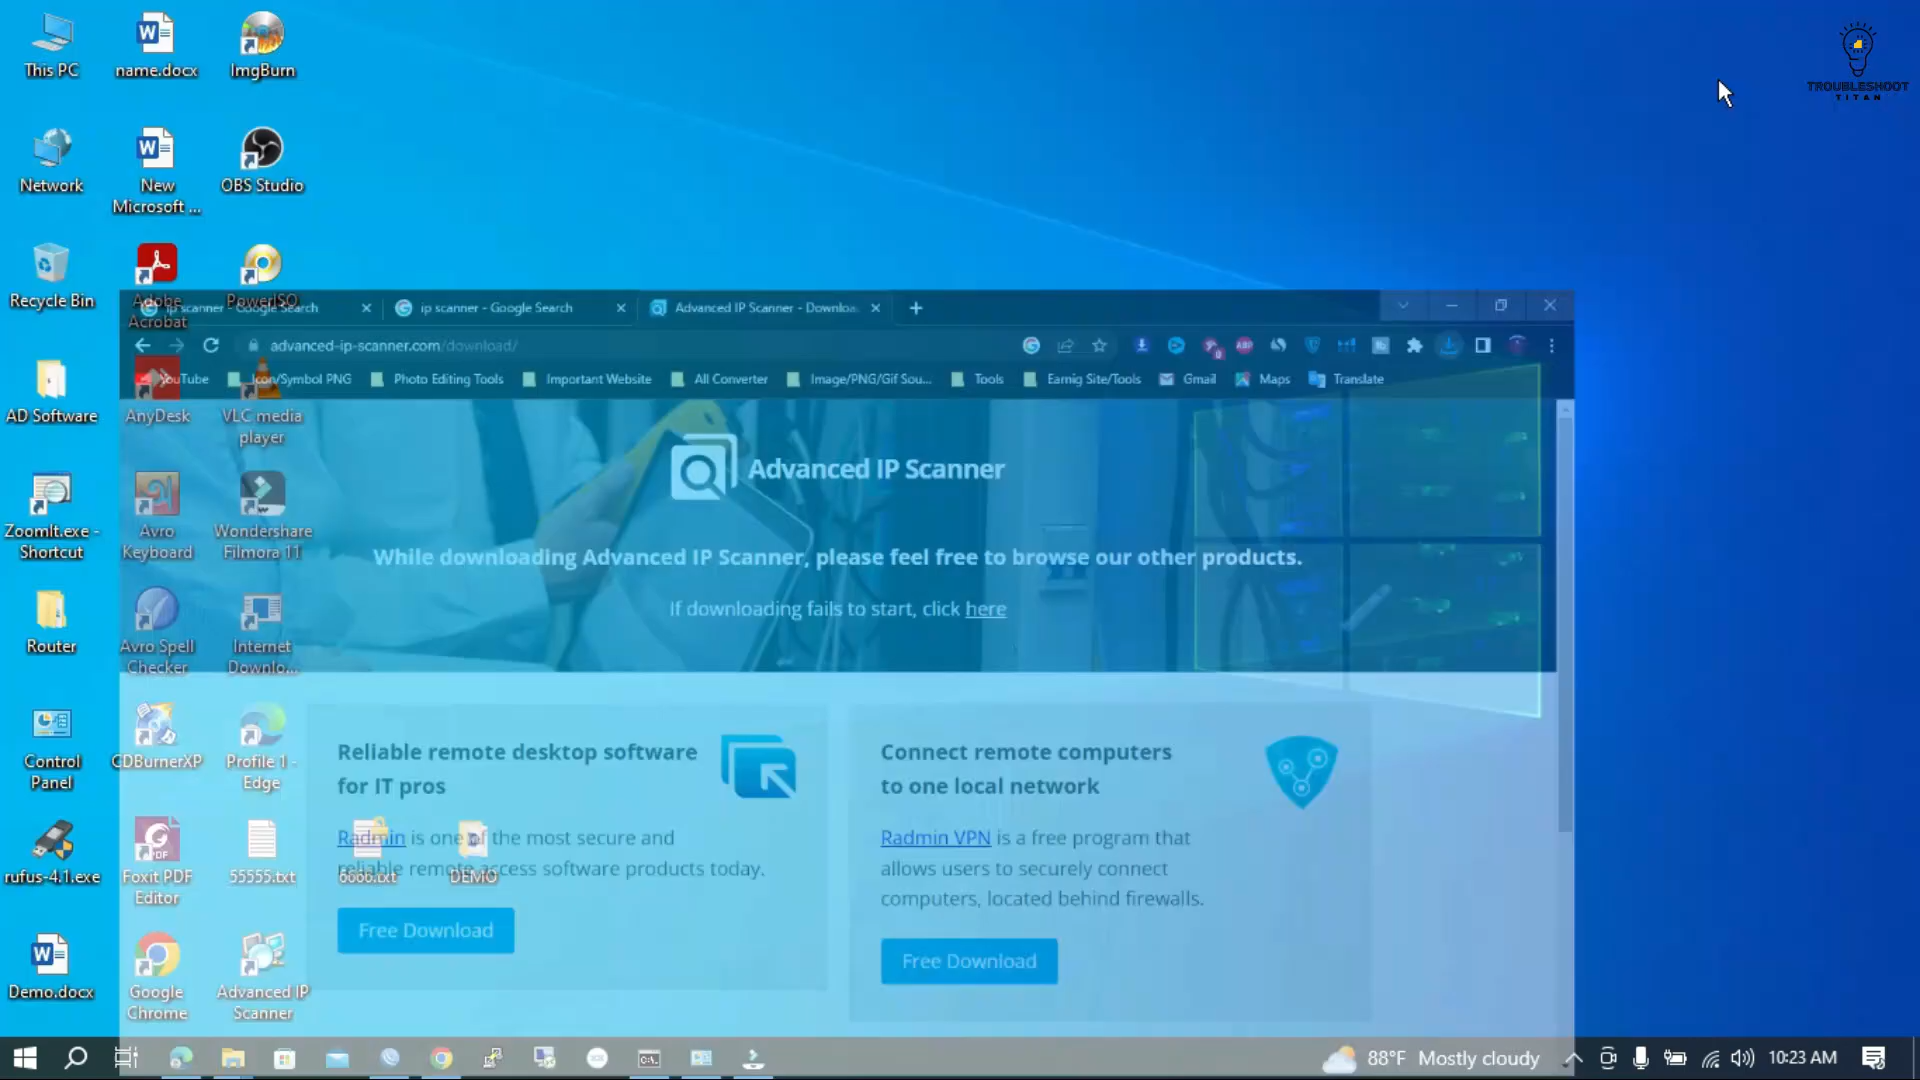 This PC
name.docx
ImgBurn
TROUBLESHOOT
TITAN
Network
New
Microsoft ...
OBS Studio
Recycle Bin
Adobe
Acrobat
PowerISO
ip scanner - Google Search
ip scanner - Google Search
Advanced IP Scanner - Downloa
advanced-ip-scanner.com/download/
YouTube
Icon/Symbol PNG
Photo Editing Tools
Important Website
All Converter
Image/PNG/Gif Sou...
Tools
Earnig Site/Tools
Gmail
Maps
Translate
AD Software
AnyDesk
VLC media
player
Advanced IP Scanner
ZoomIt.exe -
Shortcut
Avro
Keyboard
Wondershare
Filmora 11
While downloading Advanced IP Scanner, please feel free to browse our other products.
If downloading fails to start, click here
Router
Avro Spell
Checker
Internet
Downlo...
Control
Panel
CDBurnerXP
Profile 1 -
Edge
Reliable remote desktop software
for IT pros
Radmin is one of the most secure and
reliable remote access software products today.
Free Download
Connect remote computers
to one local network
Radmin VPN is a free program that
allows users to securely connect
computers, located behind firewalls.
Free Download
rufus-4.1.exe
Foxit PDF
Editor
55555.txt
6666.txt
DEMO
Demo.docx
Google
Chrome
Advanced IP
Scanner
88°F Mostly cloudy
10:23 AM